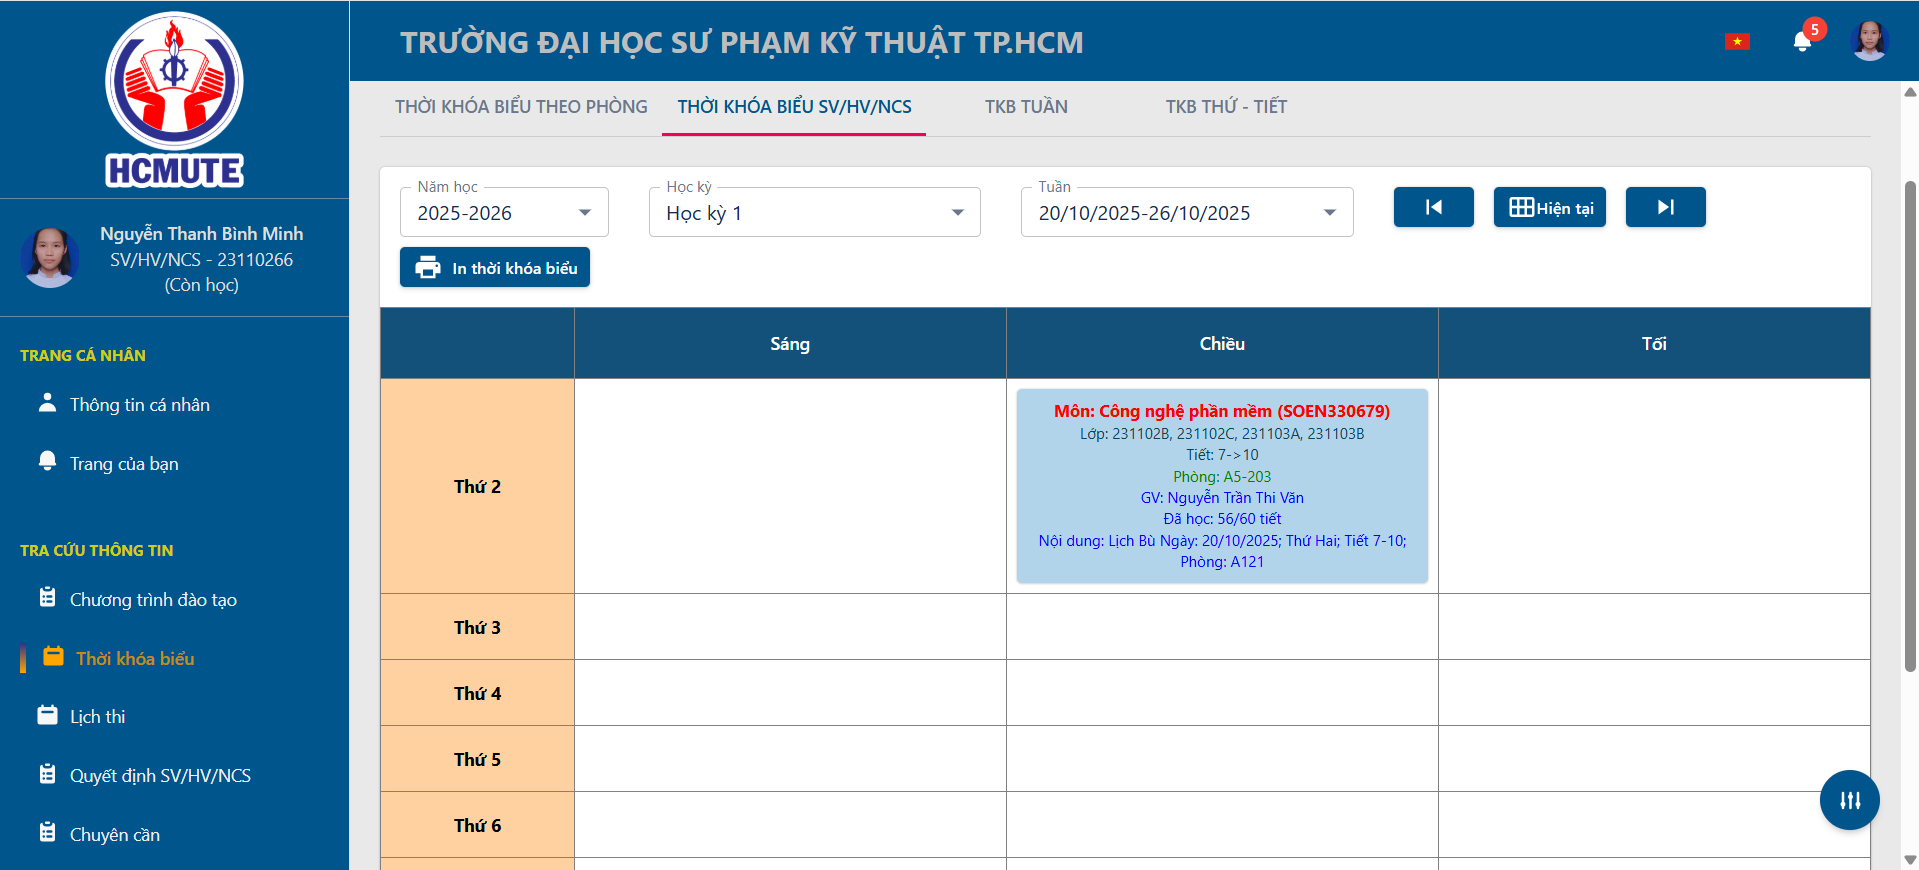 HCMUTE
Nguyễn Thanh Bình Minh
SV/HV/NCS - 23110266
(Còn học)
TRANG CÁ NHÂN
Thông tin cá nhân
Trang của bạn
TRA CỨU THÔNG TIN
Chương trình đào tạo
Thời khóa biểu
Lịch thi
Quyết định SV/HV/NCS
Chuyên cần
TRƯỜNG ĐẠI HỌC SƯ PHẠM KỸ THUẬT TP.HCM
5
THỜI KHÓA BIỂU THEO PHÒNG
THỜI KHÓA BIỂU SV/HV/NCS
TKB TUẦN
TKB THỨ - TIẾT
Năm học
2025-2026
Học kỳ
Học kỳ 1
Tuần
20/10/2025-26/10/2025
Hiện tại
In thời khóa biểu
Sáng
Chiều
Tối
Thứ 2
Môn: Công nghệ phần mềm (SOEN330679)
Lớp: 231102B, 231102C, 231103A, 231103B
Tiết: 7->10
Phòng: A5-203
GV: Nguyễn Trần Thi Văn
Đã học: 56/60 tiết
Nội dung: Lịch Bù Ngày: 20/10/2025; Thứ Hai; Tiết 7-10;
Phòng: A121
Thứ 3
Thứ 4
Thứ 5
Thứ 6